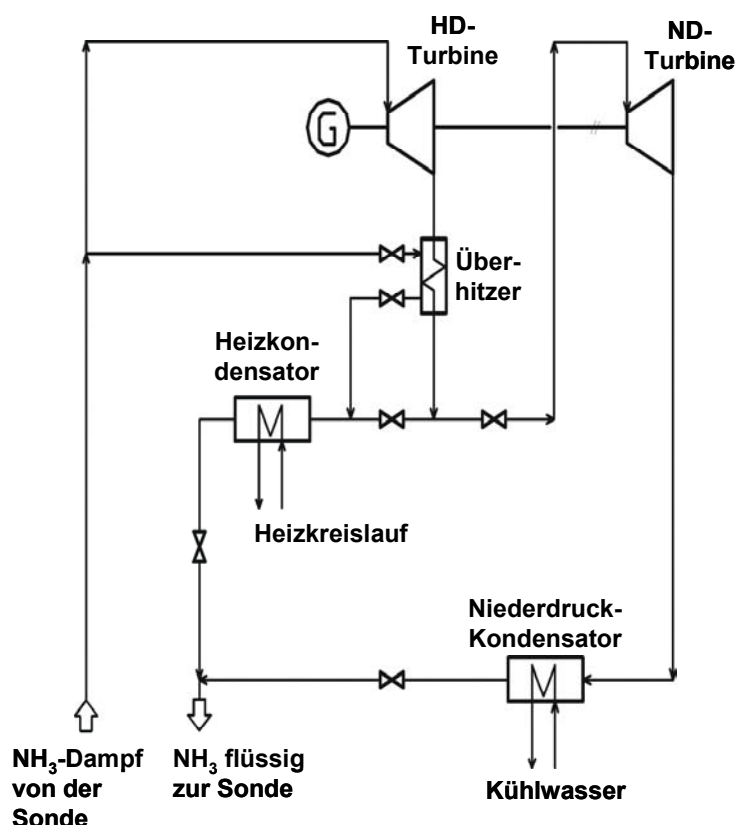 HD-
Turbine
ND-
Turbine
G
Über-
hitzer
Heizkon-
densator
Heizkreislauf
Niederdruck-
Kondensator
NH₃-Dampf
von der
Sonde
NH₃ flüssig
zur Sonde
Kühlwasser